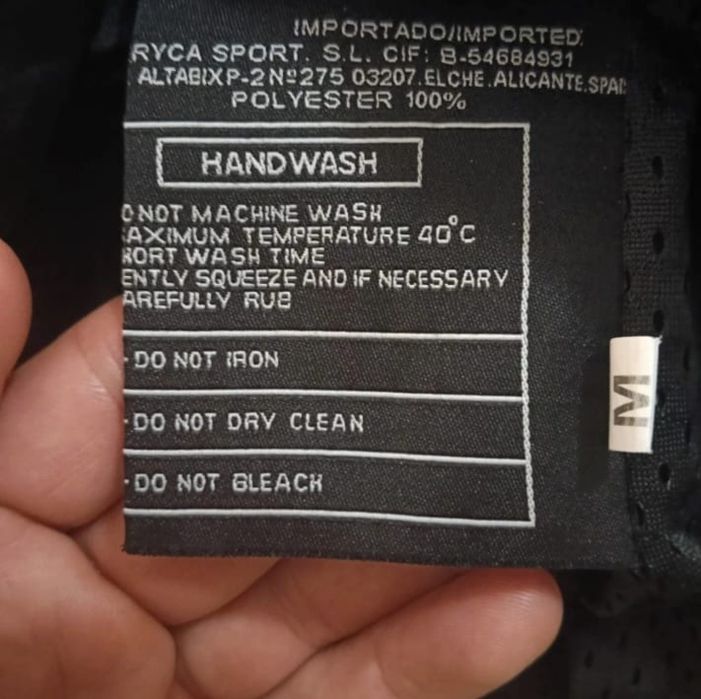 IMPORTADO/IMPORTED.
RYCA SPORT. S.L. CIF: B-54684931
ALTABIX P-2 Nº 275 03207.ELCHE.ALICANTE.SPAI
POLYESTER 100%
HANDWASH
O NOT MACHINE WASH
AXIMUM TEMPERATURE 40°C
HORT WASH TIME
ENTLY SQUEEZE AND IF NECESSARY
AREFULLY RUB
·DO NOT IRON
·DO NOT DRY CLEAN
·DO NOT BLEACH
M